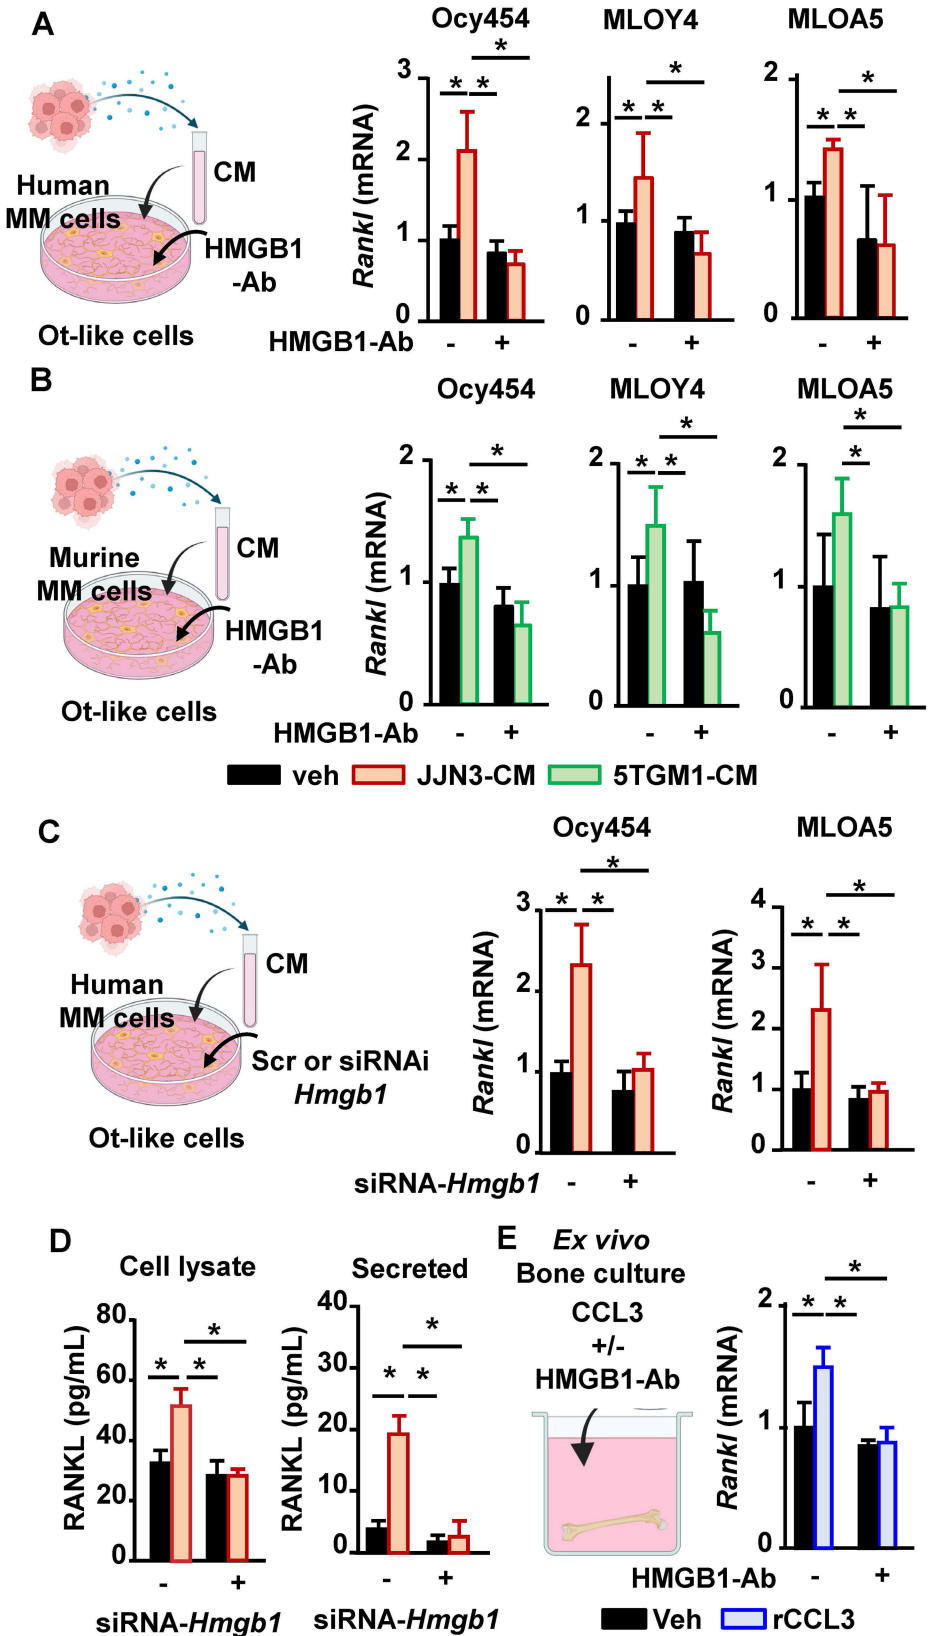 A
Ocy454
MLOY4
MLOA5
Human
MM cells
CM
HMGB1
-Ab
Ot-like cells
Rankl (mRNA)
3
2
1
0
2
1
0
2
1
0
* * *
* * *
* * *
HMGB1-Ab - + - + - +
B
Ocy454
MLOY4
MLOA5
Murine
MM cells
CM
HMGB1
-Ab
Ot-like cells
Rankl (mRNA)
2
1
0
2
1
0
2
1
0
* * *
* * *
* *
HMGB1-Ab - + - + - +
veh JJN3-CM 5TGM1-CM
C
Ocy454
MLOA5
Human
MM cells
CM
Scr or siRNAi
Hmgb1
Ot-like cells
Rankl (mRNA)
3
2
1
0
* * *
Rankl (mRNA)
4
3
2
1
0
* * *
siRNA-Hmgb1 - + - +
D
Cell lysate
Secreted
RANKL (pg/mL)
80
60
40
20
0
* * *
- +
siRNA-Hmgb1
RANKL (pg/mL)
40
30
20
10
0
* * *
- +
siRNA-Hmgb1
E
Ex vivo
Bone culture
CCL3
+/-
HMGB1-Ab
Rankl (mRNA)
2
1
0
* * *
HMGB1-Ab - +
Veh rCCL3